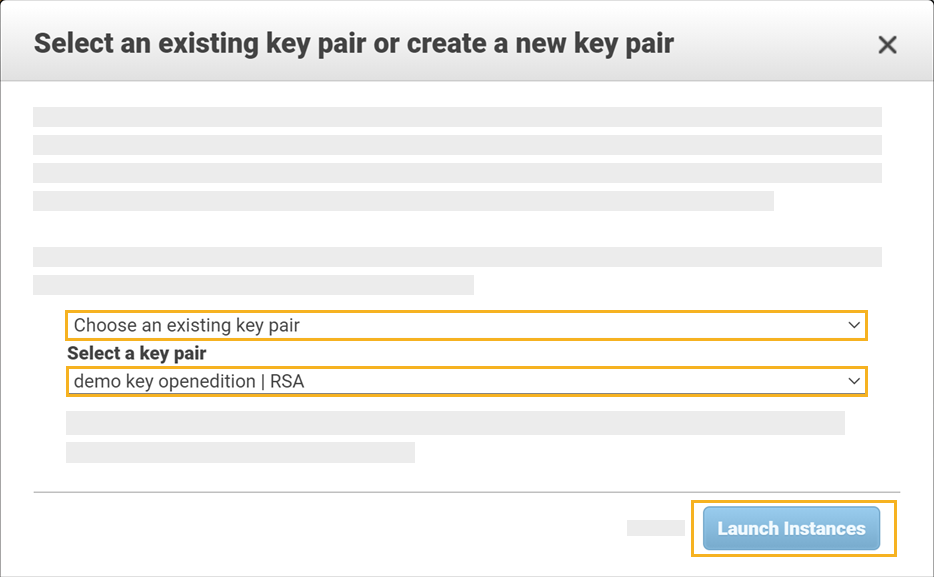 Select an existing key pair or create a new key pair
Choose an existing key pair
Select a key pair
demo key openedition | RSA
Launch Instances